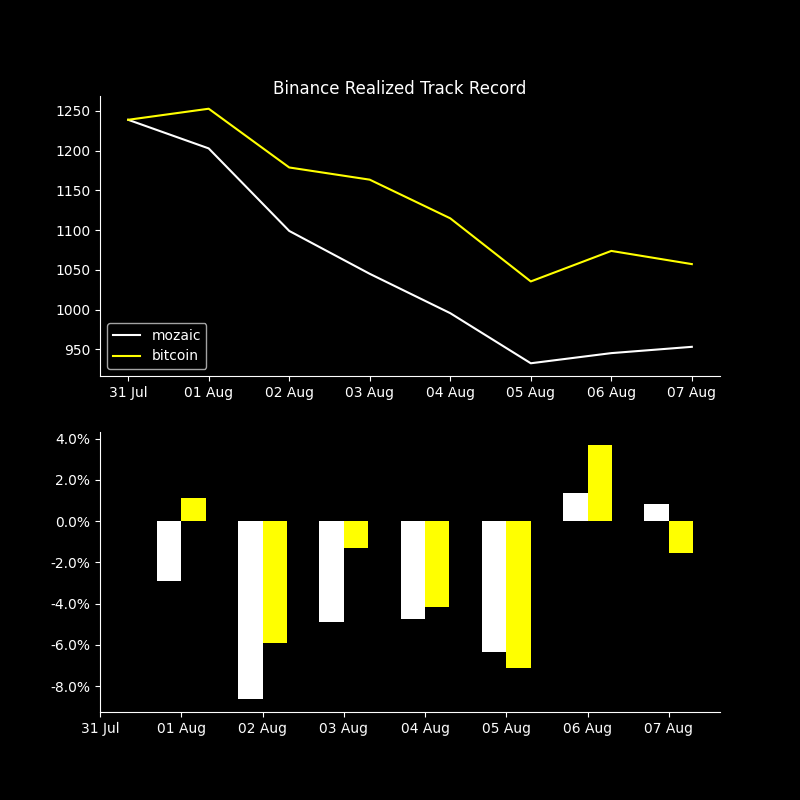 Binance Realized Track Record
1250
1200
1150
1100
1050
1000
950
mozaic
bitcoin
31 Jul 01 Aug 02 Aug 03 Aug 04 Aug 05 Aug 06 Aug 07 Aug
4.0%
2.0%
0.0%
-2.0%
-4.0%
-6.0%
-8.0%
31 Jul 01 Aug 02 Aug 03 Aug 04 Aug 05 Aug 06 Aug 07 Aug